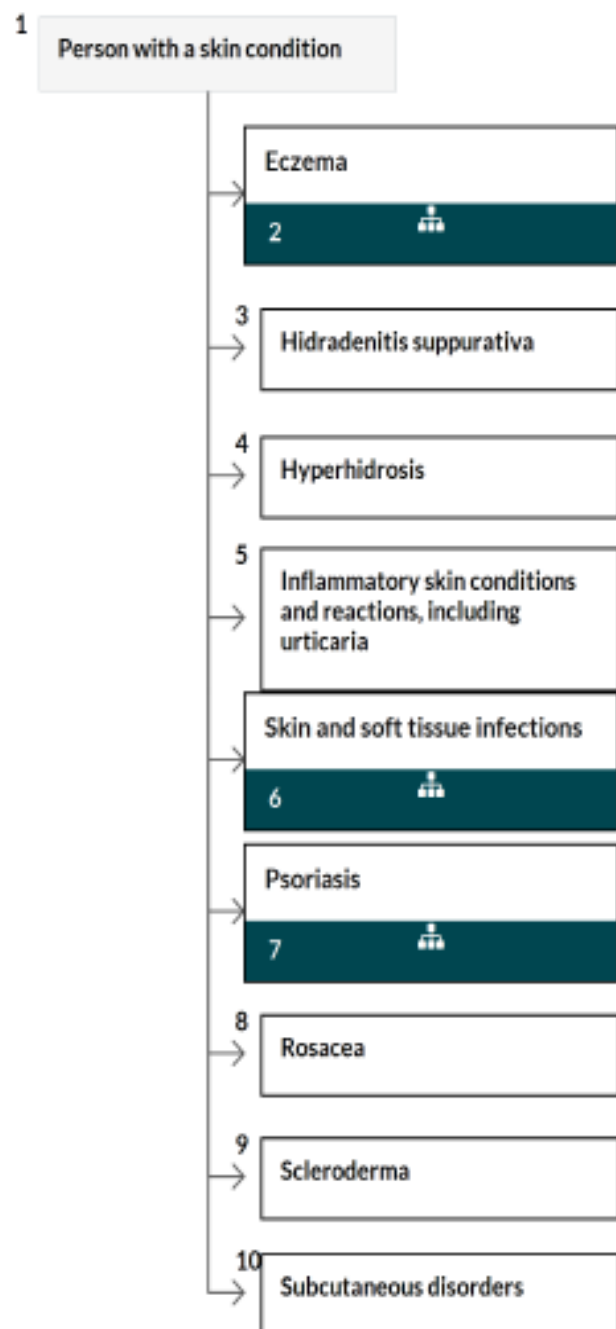 1
Person with a skin condition
Eczema
2
3
Hidradenitis suppurativa
4
Hyperhidrosis
5
Inflammatory skin conditions
and reactions, including
urticaria
Skin and soft tissue infections
6
Psoriasis
7
8
Rosacea
9
Scleroderma
10
Subcutaneous disorders